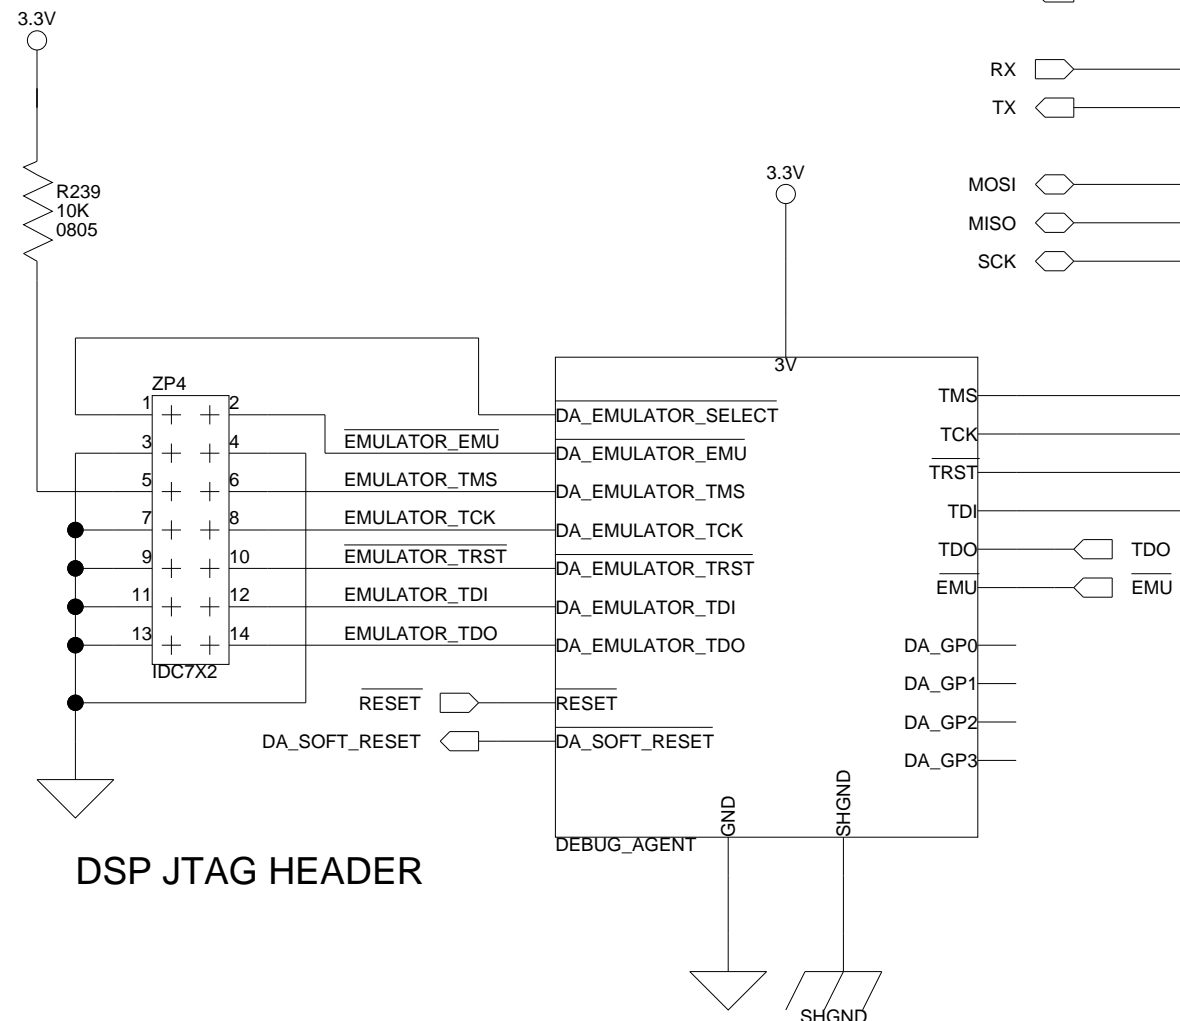 3.3V
RX
TX
R239
10K
0805
3.3V
MOSI
MISO
SCK
3V
ZP4
1 2
3 4
5 6
7 8
9 10
11 12
13 14
IDC7X2
EMULATOR_EMU
EMULATOR_TMS
EMULATOR_TCK
EMULATOR_TRST
EMULATOR_TDI
EMULATOR_TDO
RESET
DA_SOFT_RESET
DA_EMULATOR_SELECT
DA_EMULATOR_EMU
DA_EMULATOR_TMS
DA_EMULATOR_TCK
DA_EMULATOR_TRST
DA_EMULATOR_TDI
DA_EMULATOR_TDO
RESET
DA_SOFT_RESET
TMS
TCK
TRST
TDI
TDO TDO
EMU EMU
DA_GP0
DA_GP1
DA_GP2
DA_GP3
GND
SHGND
DEBUG_AGENT
DSP JTAG HEADER
SHGND